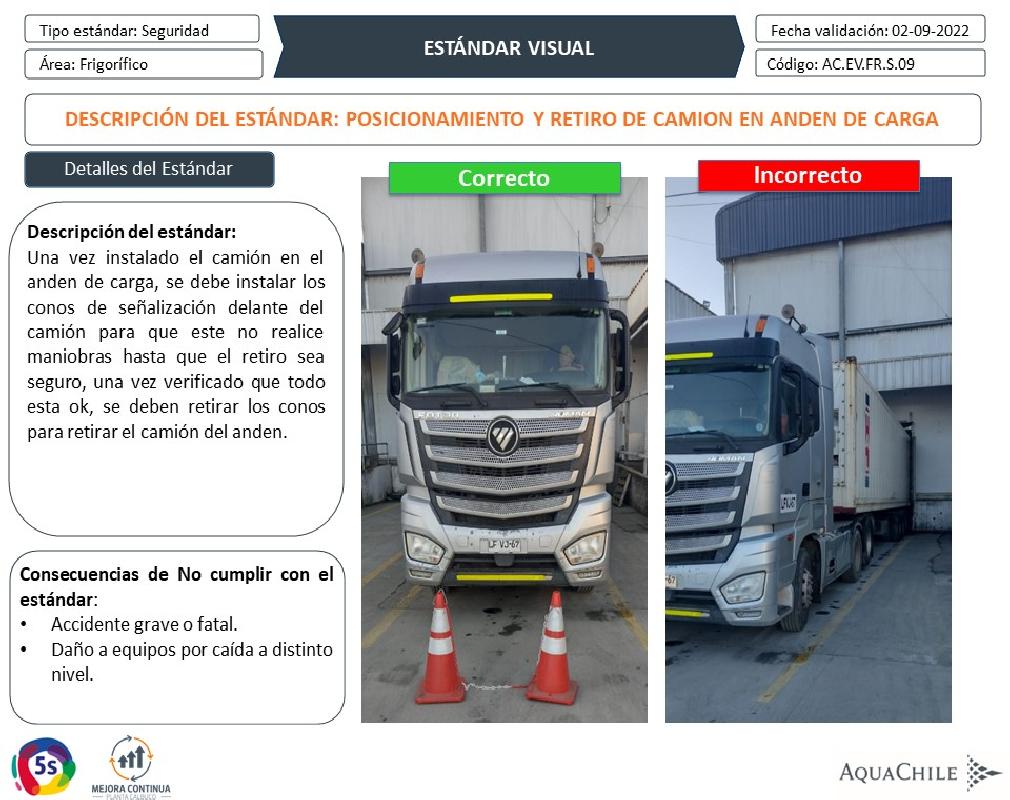 Tipo estándar: Seguridad
Área: Frigorífico
ESTÁNDAR VISUAL
Fecha validación: 02-09-2022
Código: AC.EV.FR.S.09
DESCRIPCIÓN DEL ESTÁNDAR: POSICIONAMIENTO Y RETIRO DE CAMION EN ANDEN DE CARGA
Detalles del Estándar
Descripción del estándar:
Una vez instalado el camión en el
anden de carga, se debe instalar los
conos de señalización delante del
camión para que este no realice
maniobras hasta que el retiro sea
seguro, una vez verificado que todo
esta ok, se deben retirar los conos
para retirar el camión del anden.
Consecuencias de No cumplir con el
estándar:
• Accidente grave o fatal.
• Daño a equipos por caída a distinto
nivel.
Correcto
FOTON
AUMAN
Incorrecto
AUMAN
5s
MEJORA CONTINUA
PLANTA CALBUCO
AQUACHILE